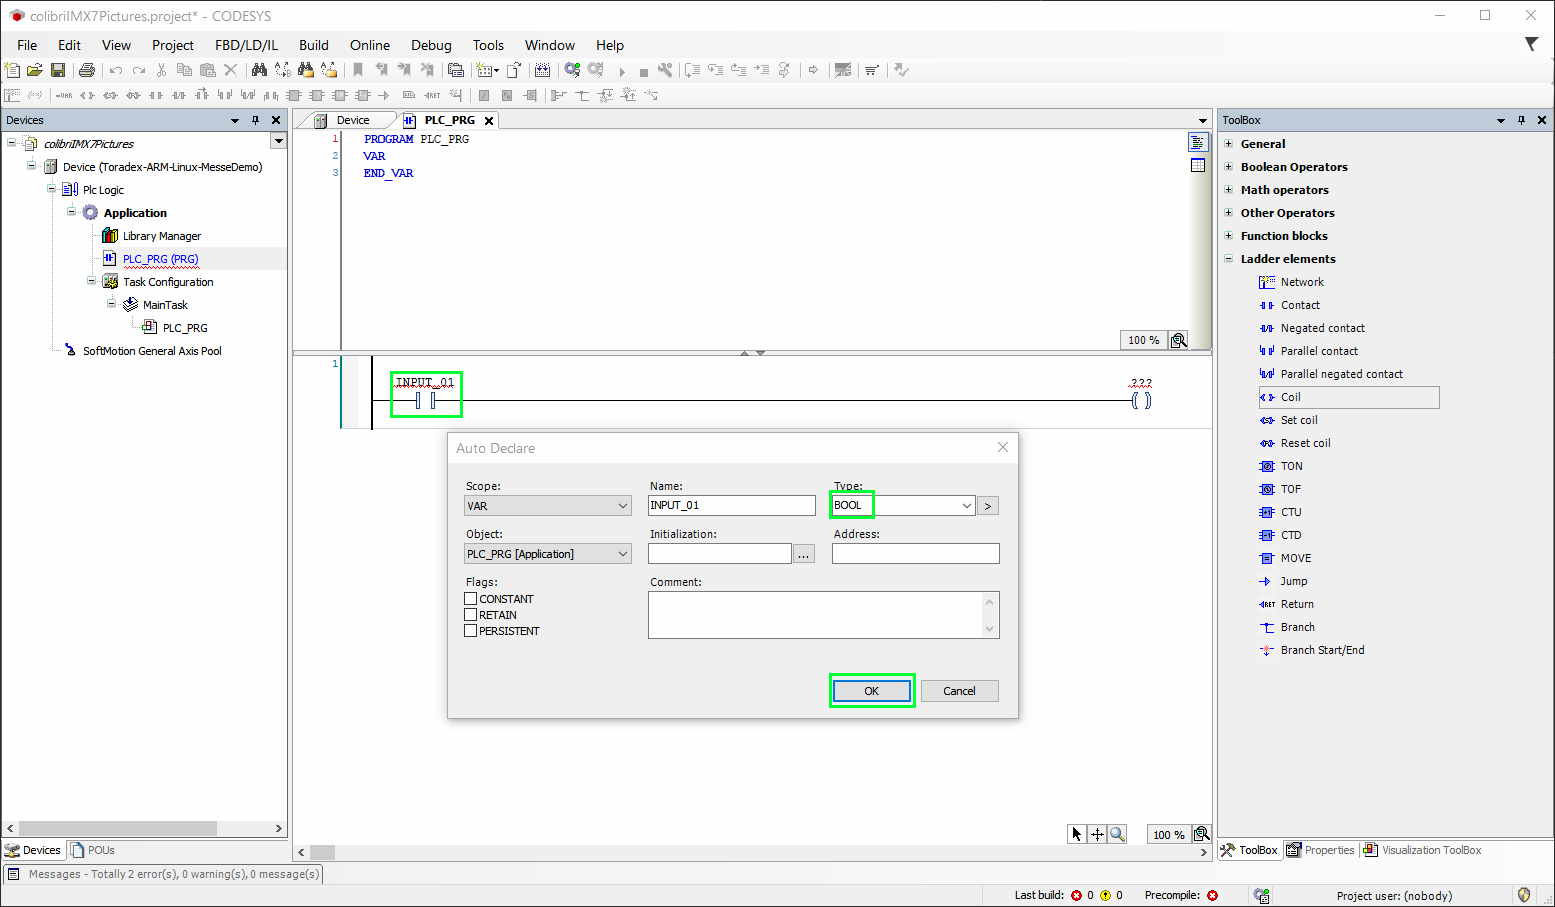 colibriIMX7Pictures.project* - CODESYS
File Edit View Project FBD/LD/IL Build Online Debug Tools Window Help
Devices
colibriIMX7Pictures
Device (Toradex-ARM-Linux-MesseDemo)
Plc Logic
Application
Library Manager
PLC_PRG (PRG)
Task Configuration
MainTask
PLC_PRG
SoftMotion General Axis Pool
Devices POUs
Device PLC_PRG
1 PROGRAM PLC_PRG
2 VAR
3 END_VAR
100 %
1
INPUT_01 ???
Auto Declare
Scope: Name: Type:
VAR INPUT_01 BOOL >
Object: Initialization: Address:
PLC_PRG [Application] ...
Flags: Comment:
CONSTANT
RETAIN
PERSISTENT
OK Cancel
100 %
ToolBox
General
Boolean Operators
Math operators
Other Operators
Function blocks
Ladder elements
Network
Contact
Negated contact
Parallel contact
Parallel negated contact
Coil
Set coil
Reset coil
TON
TOF
CTU
CTD
MOVE
Jump
Return
Branch
Branch Start/End
ToolBox Properties Visualization ToolBox
Messages - Totally 2 error(s), 0 warning(s), 0 message(s)
Last build: 0 0 Precompile: Project user: (nobody)